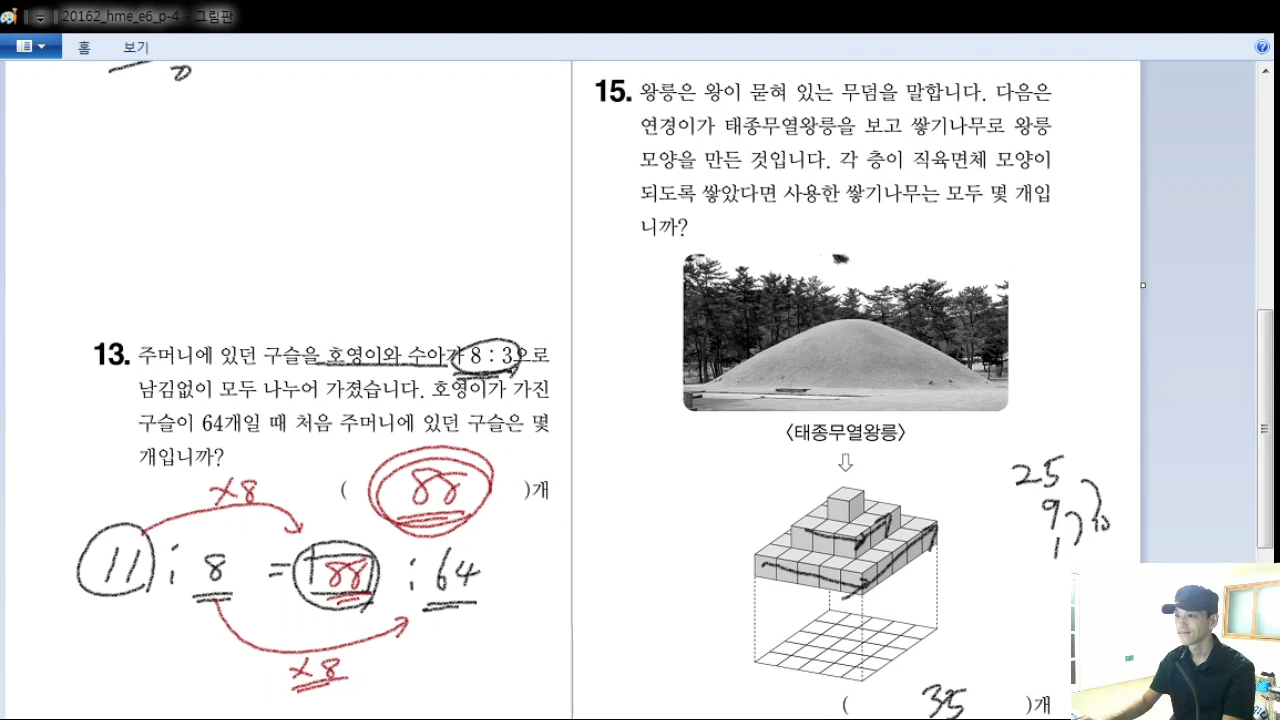 20162_hme_e6_p-4 - 그림판
홈 보기
13. 주머니에 있던 구슬을 호영이와 수아가 8 : 3으로
남김없이 모두 나누어 가졌습니다. 호영이가 가진
구슬이 64개일 때 처음 주머니에 있던 구슬은 몇
개입니까?
( 88 )개
×8
11 : 8 = 88 : 64
×8
15. 왕릉은 왕이 묻혀 있는 무덤을 말합니다. 다음은
연경이가 태종무열왕릉을 보고 쌓기나무로 왕릉
모양을 만든 것입니다. 각 층이 직육면체 모양이
되도록 쌓았다면 사용한 쌓기나무는 모두 몇 개입
니까?
〈태종무열왕릉〉
25
9
1
10
( 35 )개